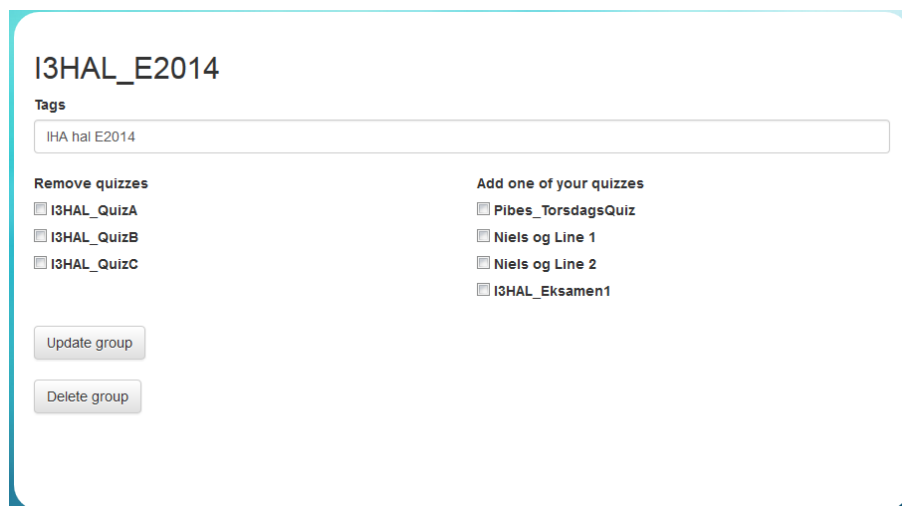 I3HAL_E2014
Tags
IHA hal E2014
Remove quizzes
I3HAL_QuizA
I3HAL_QuizB
I3HAL_QuizC
Add one of your quizzes
Pibes_TorsdagsQuiz
Niels og Line 1
Niels og Line 2
I3HAL_Eksamen1
Update group
Delete group